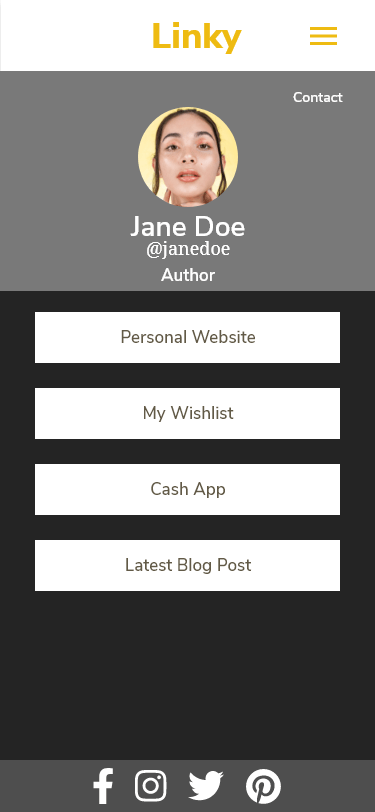 Linky
Contact
Jane Doe
@janedoe
Author
Personal Website
My Wishlist
Cash App
Latest Blog Post